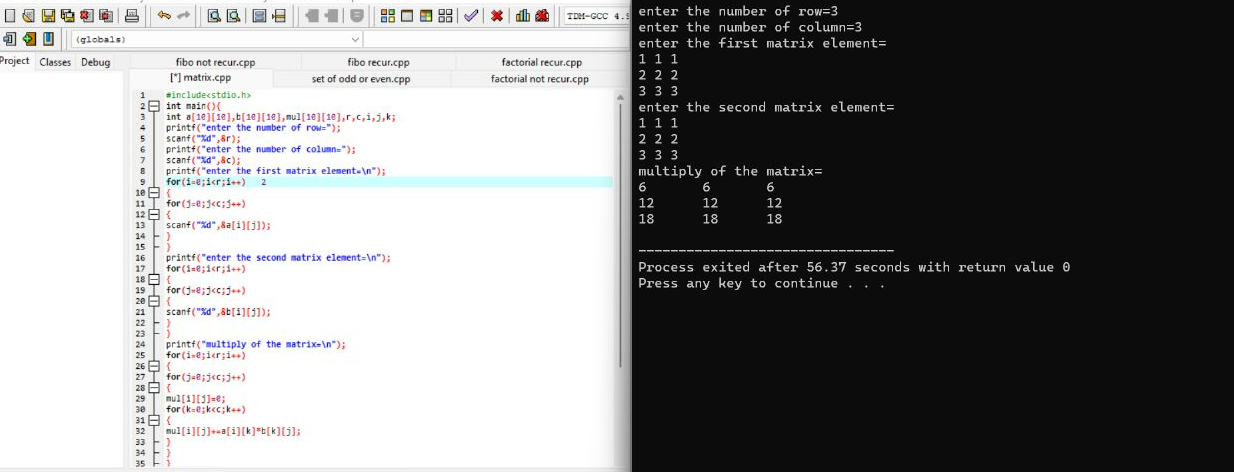 TDM-GCC 4.9
(globals)
Project Classes Debug
fibo not recur.cpp fibo recur.cpp factorial recur.cpp
[*] matrix.cpp set of odd or even.cpp factorial not recur.cpp
1 #include<stdio.h>
2 int main(){
3 int a[10][10],b[10][10],mul[10][10],r,c,i,j,k;
4 printf("enter the number of row=");
5 scanf("%d",&r);
6 printf("enter the number of column=");
7 scanf("%d",&c);
8 printf("enter the first matrix element=\n");
9 for(i=0;i<r;i++) 2
10 {
11 for(j=0;j<c;j++)
12 {
13 scanf("%d",&a[i][j]);
14 }
15 }
16 printf("enter the second matrix element=\n");
17 for(i=0;i<r;i++)
18 {
19 for(j=0;j<c;j++)
20 {
21 scanf("%d",&b[i][j]);
22 }
23 }
24 printf("multiply of the matrix=\n");
25 for(i=0;i<r;i++)
26 {
27 for(j=0;j<c;j++)
28 {
29 mul[i][j]=0;
30 for(k=0;k<c;k++)
31 {
32 mul[i][j]+=a[i][k]*b[k][j];
33 }
34 }
35 }
enter the number of row=3
enter the number of column=3
enter the first matrix element=
1 1 1
2 2 2
3 3 3
enter the second matrix element=
1 1 1
2 2 2
3 3 3
multiply of the matrix=
6 6 6
12 12 12
18 18 18
--------------------------------
Process exited after 56.37 seconds with return value 0
Press any key to continue . . .